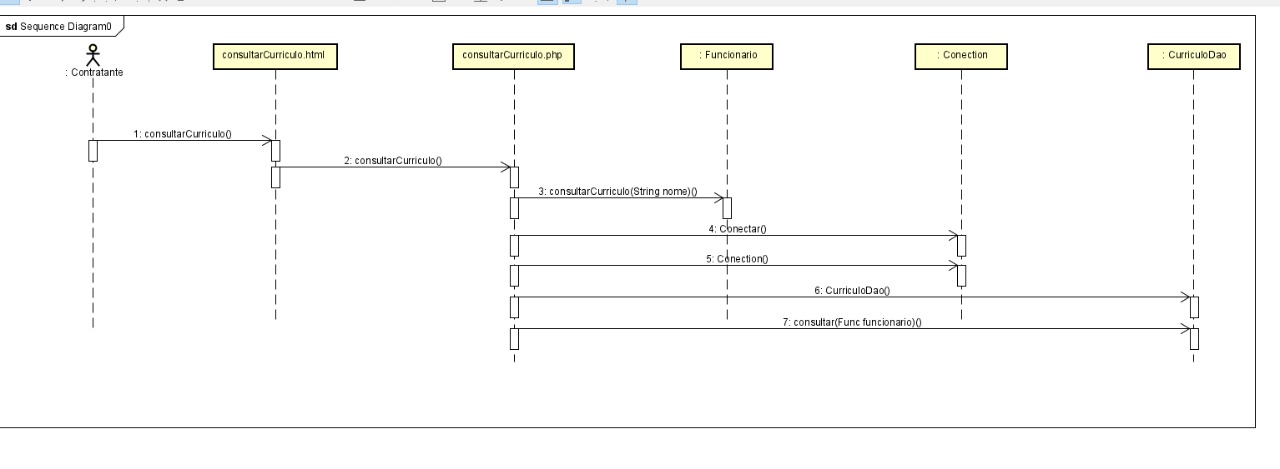 sd Sequence Diagram0
: Contratante
consultarCurriculo.html
consultarCurriculo.php
: Funcionario
: Conection
: CurriculoDao
1: consultarCurriculo()
2: consultarCurriculo()
3: consultarCurriculo(String nome)()
4: Conectar()
5: Conection()
6: CurriculoDao()
7: consultar(Func funcionario)()